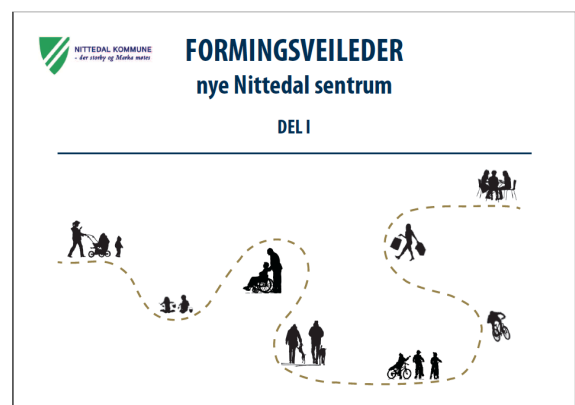 NITTEDAL KOMMUNE
- der storby og Marka møtes
FORMINGSVEILEDER
nye Nittedal sentrum
DEL I